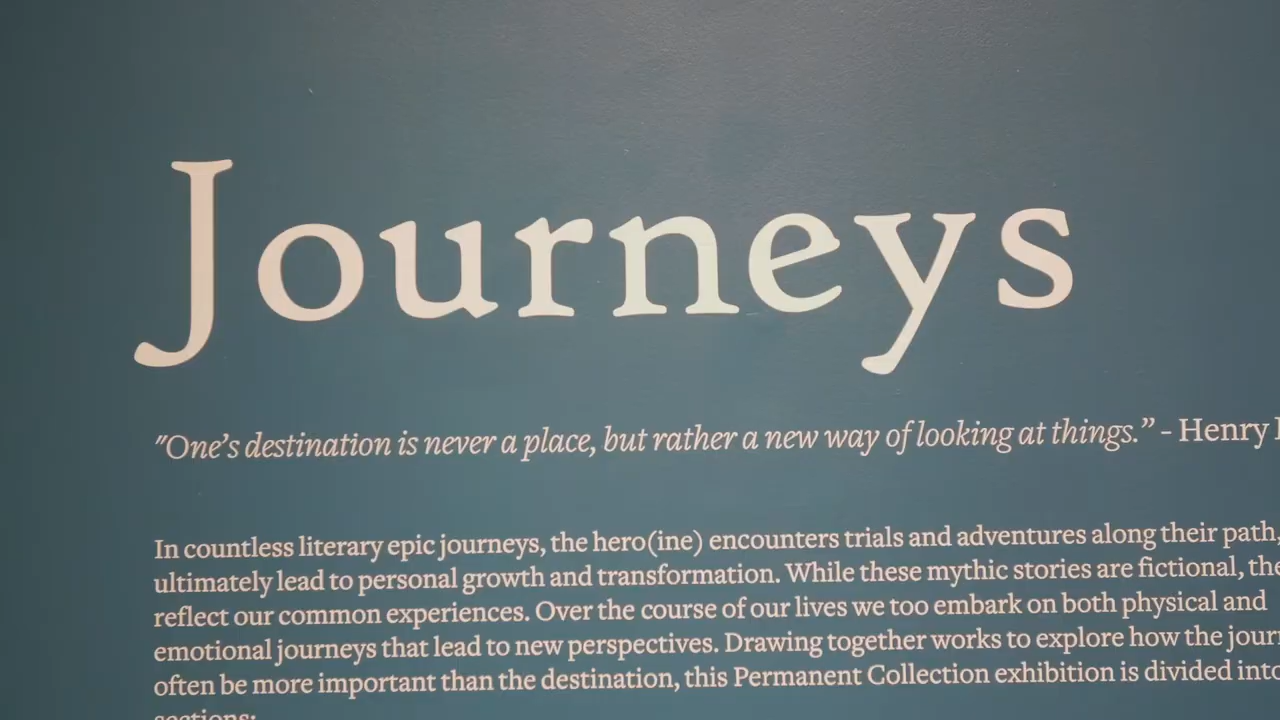 Journeys
"One's destination is never a place, but rather a new way of looking at things.” - Henry
In countless literary epic journeys, the hero(ine) encounters trials and adventures along their path,
ultimately lead to personal growth and transformation. While these mythic stories are fictional,
reflect our common experiences. Over the course of our lives we too embark on both physical and
emotional journeys that lead to new perspectives. Drawing together works to explore how the
often be more important than the destination, this Permanent Collection exhibition is divided into
sections: